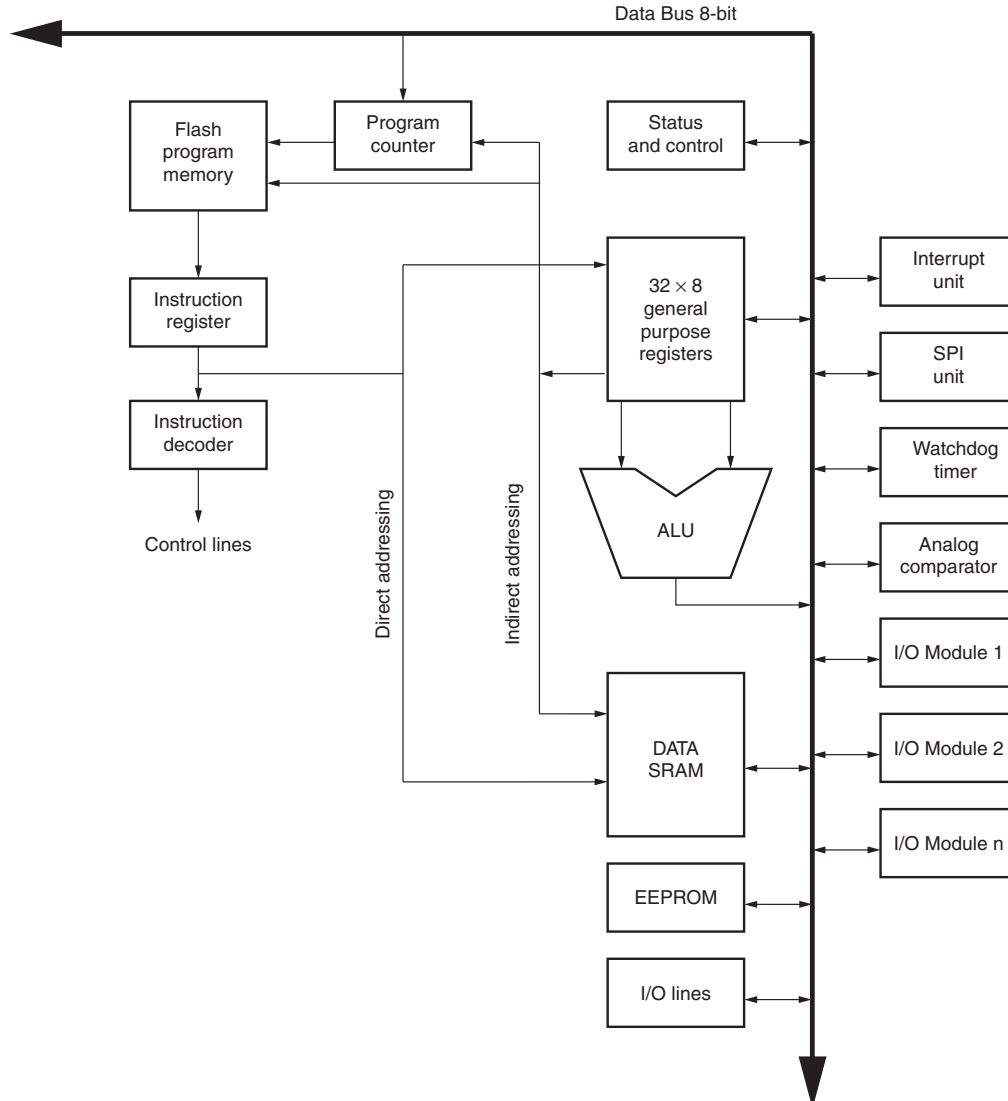 Data Bus 8-bit
Flash
program
memory
Program
counter
Status
and control
Instruction
register
32 × 8
general
purpose
registers
Interrupt
unit
SPI
unit
Instruction
decoder
Watchdog
timer
Control lines
Direct addressing
Indirect addressing
ALU
Analog
comparator
I/O Module 1
DATA
SRAM
I/O Module 2
I/O Module n
EEPROM
I/O lines